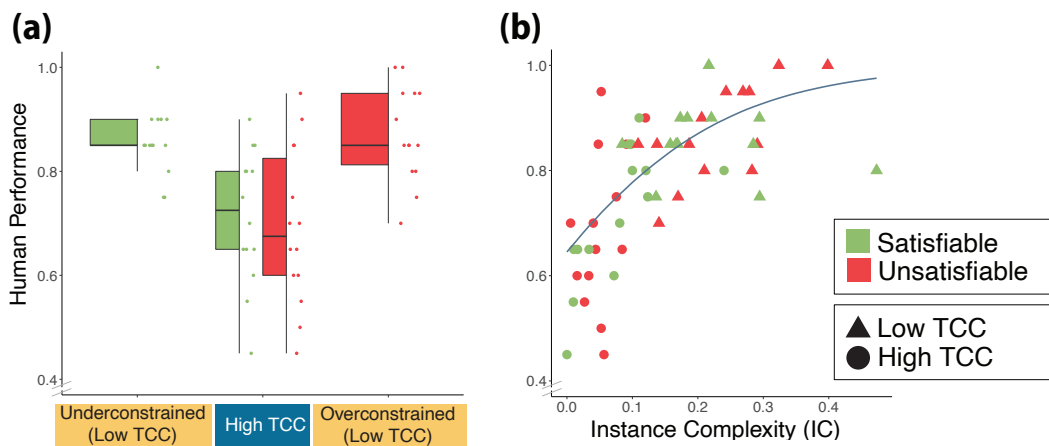 (a)
Human Performance
1.0
0.8
0.6
0.4
Underconstrained
(Low TCC)
High TCC
Overconstrained
(Low TCC)
(b)
1.0
0.8
0.6
0.4
0.0 0.1 0.2 0.3 0.4
Instance Complexity (IC)
Satisfiable
Unsatisfiable
Low TCC
High TCC